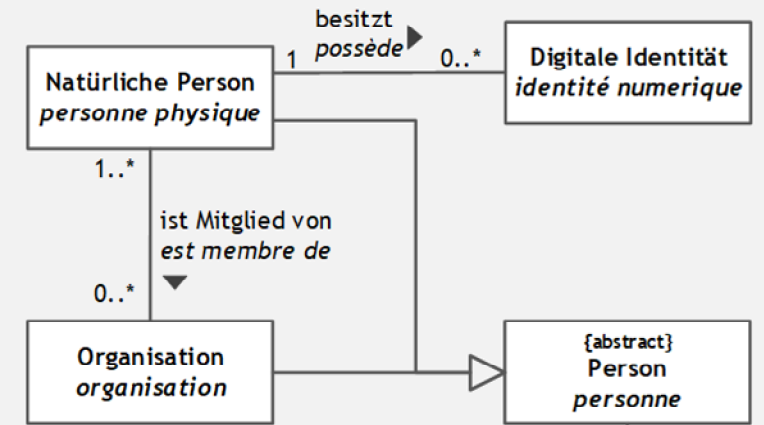 besitzt
possède
1
0..*
Natürliche Person
personne physique
Digitale Identität
identité numerique
1..*
ist Mitglied von
est membre de
0..*
Organisation
organisation
{abstract}
Person
personne